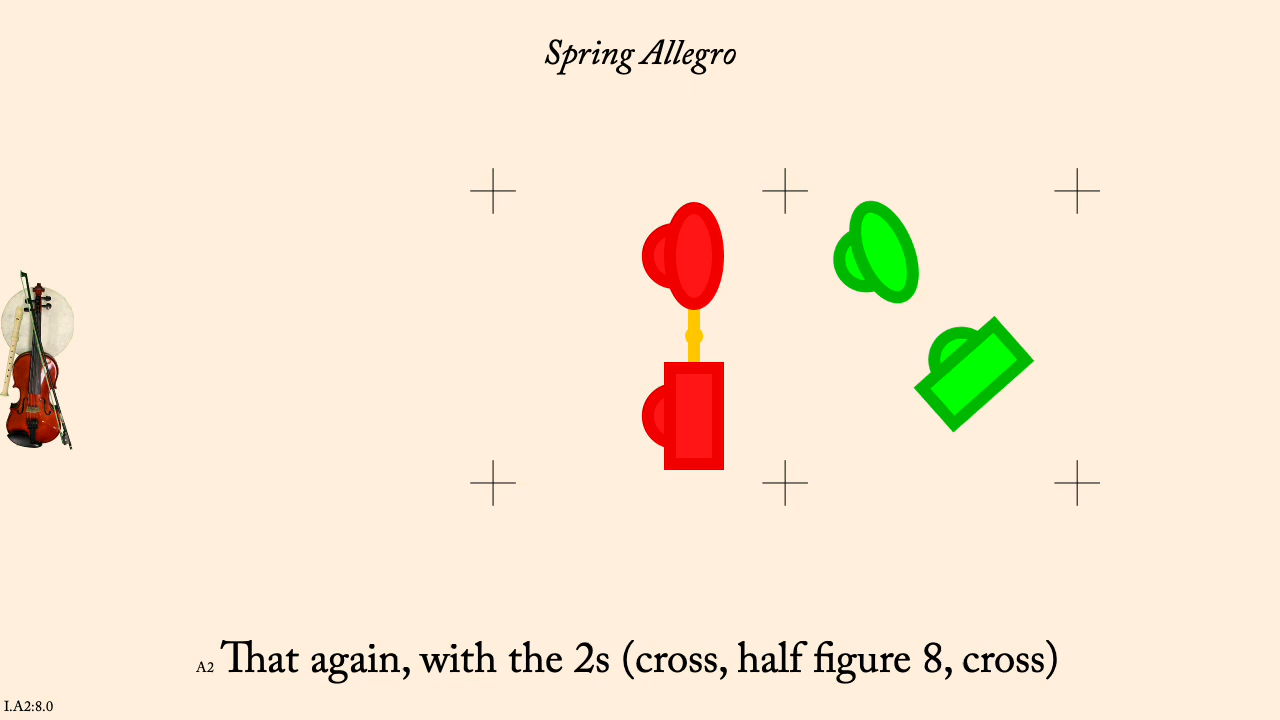 Spring Allegro
A2 That again, with the 2s (cross, half figure 8, cross)
I.A2:8.0